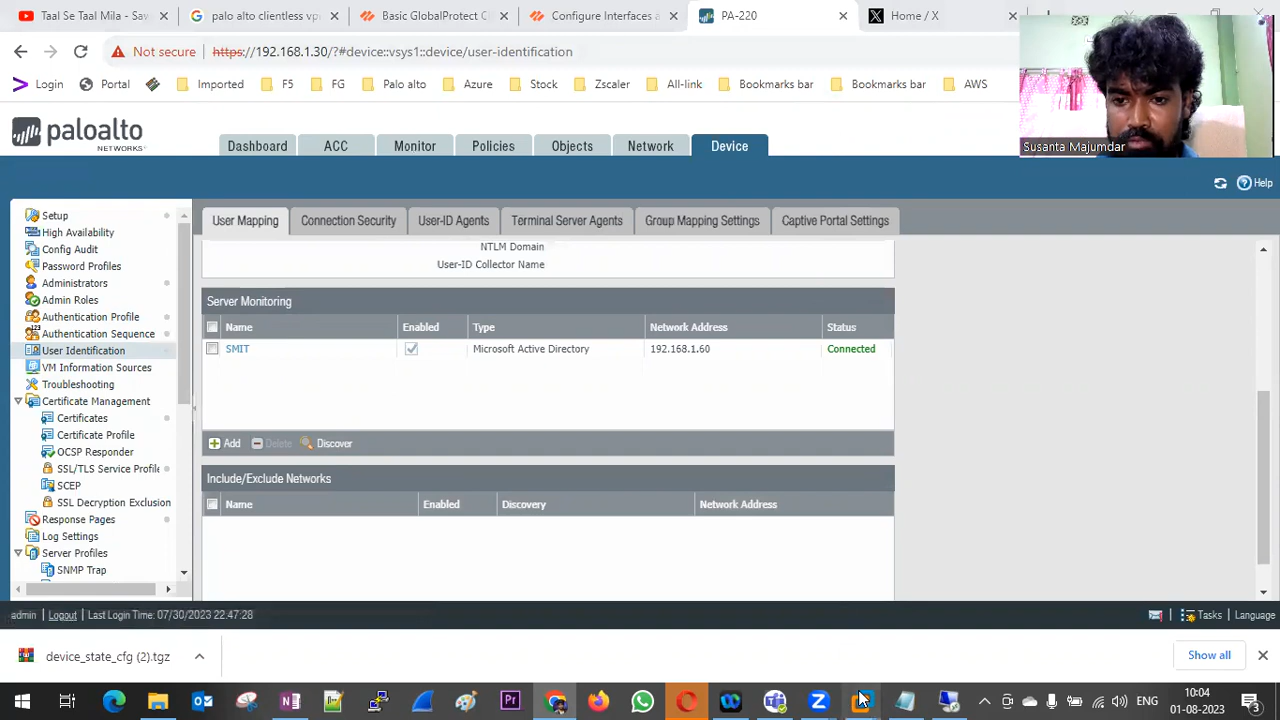 Taal Se Taal Mila - Sav
palo alto clientless vpn
Basic GlobalProtect C
Configure Interfaces a
PA-220
Home / X
Not secure https://192.168.1.30/?#device::vsys1::device/user-identification
Login Portal Imported F5 FG Palo alto Azure Stock Zscaler All-link Bookmarks bar Bookmarks bar AWS
paloalto
NETWORKS
Dashboard ACC Monitor Policies Objects Network Device
Susanta Majumdar
Help
Setup
High Availability
Config Audit
Password Profiles
Administrators
Admin Roles
Authentication Profile
Authentication Sequence
User Identification
VM Information Sources
Troubleshooting
Certificate Management
Certificates
Certificate Profile
OCSP Responder
SSL/TLS Service Profile
SCEP
SSL Decryption Exclusion
Response Pages
Log Settings
Server Profiles
SNMP Trap
User Mapping Connection Security User-ID Agents Terminal Server Agents Group Mapping Settings Captive Portal Settings
NTLM Domain
User-ID Collector Name
Server Monitoring
Name Enabled Type Network Address Status
SMIT Microsoft Active Directory 192.168.1.60 Connected
Add Delete Discover
Include/Exclude Networks
Name Enabled Discovery Network Address
admin | Logout | Last Login Time: 07/30/2023 22:47:28
Tasks | Language
device_state_cfg (2).tgz
Show all
ENG
10:04
01-08-2023
3